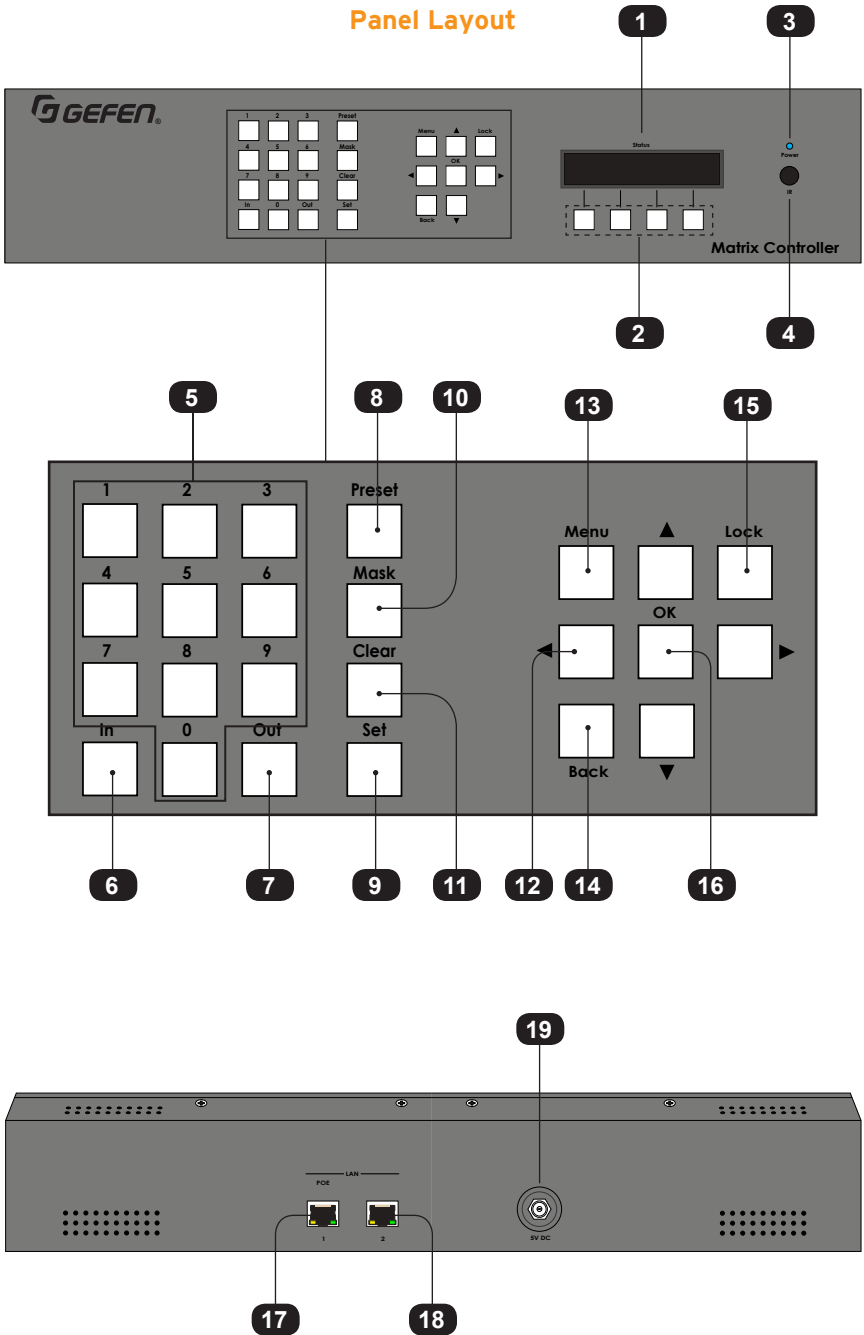 Panel Layout
1 3
GEFEN®
1 2 3 Preset
4 5 6 Mask
7 8 9 Clear
In 0 Out Set
Menu ▲ Lock
OK
◀ ▶
Back ▼
Status
Power
IR
Matrix Controller
2 4
5 8 10 13 15
1 2 3 Preset
4 5 6 Mask
7 8 9 Clear
In 0 Out Set
Menu ▲ Lock
OK
◀ ▶
Back ▼
6 7 9 11 12 14 16
19
LAN
POE
1 2
5V DC
17 18